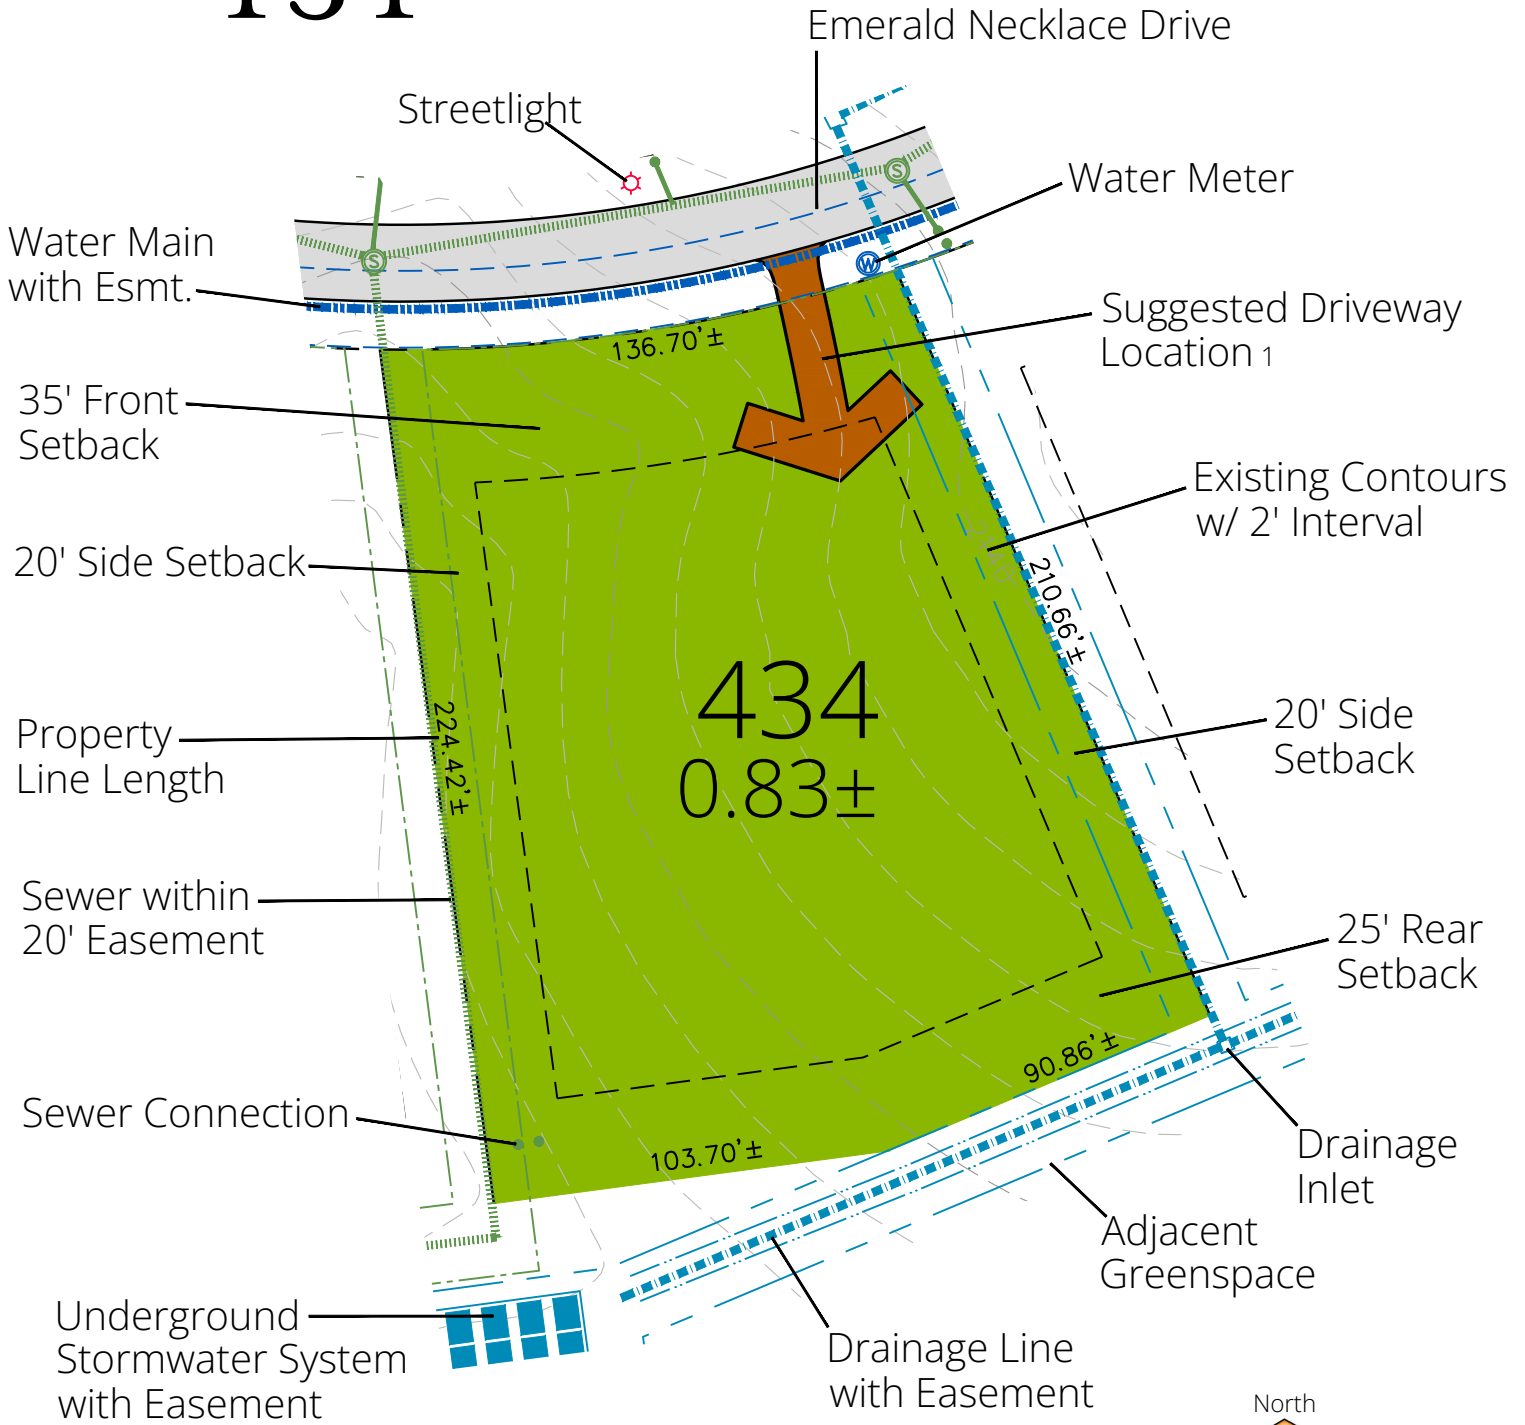 Emerald Necklace Drive
Streetlight
Water Meter
Water Main
with Esmt.
Suggested Driveway
Location 1
136.70'±
35' Front
Setback
Existing Contours
w/ 2' Interval
20' Side Setback
210.66'±
434
0.83±
20' Side
Setback
Property
Line Length
224.42'±
Sewer within
20' Easement
25' Rear
Setback
90.86'±
Sewer Connection
103.70'±
Drainage
Inlet
Adjacent
Greenspace
Underground
Stormwater System
with Easement
Drainage Line
with Easement
North
S
S
W